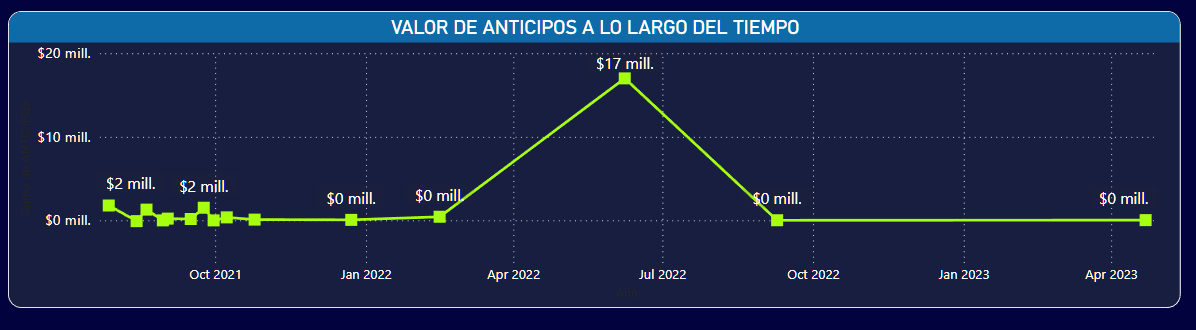 VALOR DE ANTICIPOS A LO LARGO DEL TIEMPO
$20 mill.
$17 mill.
$10 mill.
$2 mill.
$2 mill.
$0 mill.
$0 mill.
$0 mill.
$0 mill.
$0 mill.
Oct 2021
Jan 2022
Apr 2022
Jul 2022
Oct 2022
Jan 2023
Apr 2023